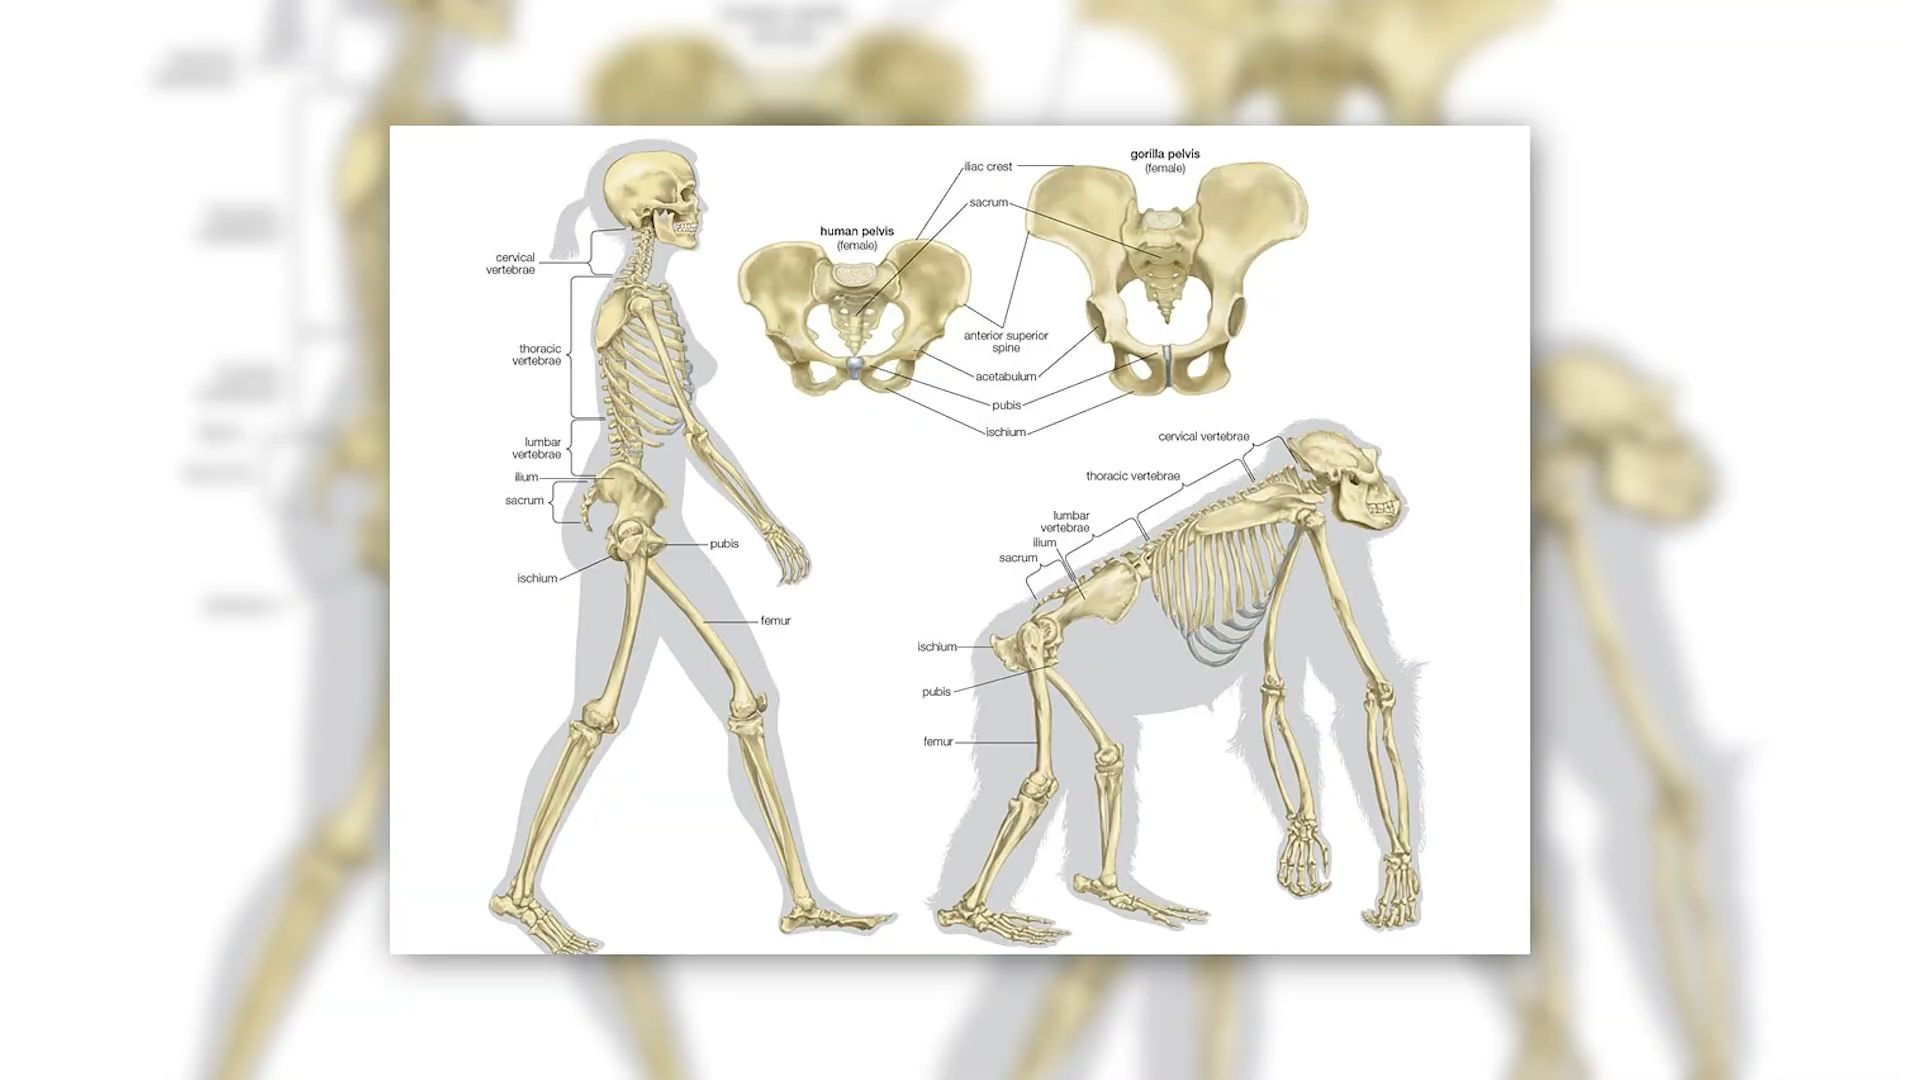 iliac crest
sacrum
gorilla pelvis
(female)
human pelvis
(female)
anterior superior
spine
acetabulum
pubis
ischium
cervical
vertebrae
thoracic
vertebrae
lumbar
vertebrae
ilium
sacrum
ischium
pubis
femur
cervical vertebrae
thoracic vertebrae
lumbar
vertebrae
ilium
sacrum
ischium
pubis
femur